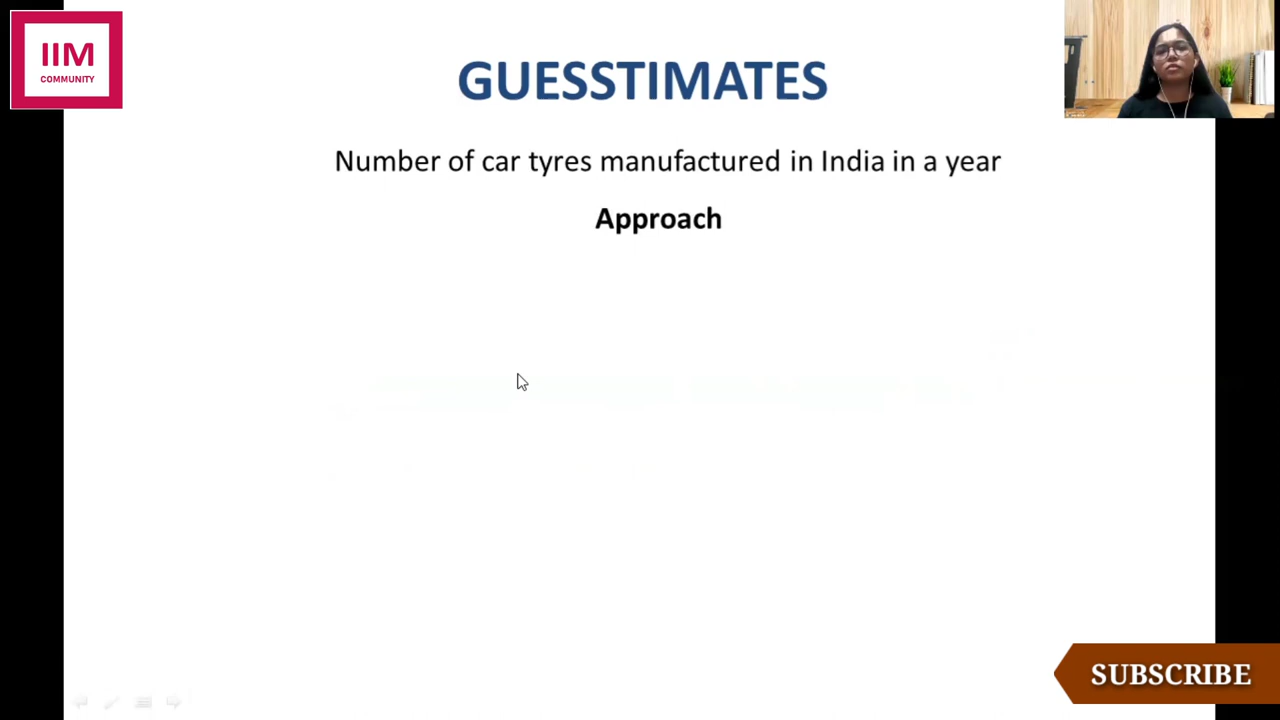 IIM
COMMUNITY
GUESSTIMATES
Number of car tyres manufactured in India in a year
Approach
SUBSCRIBE